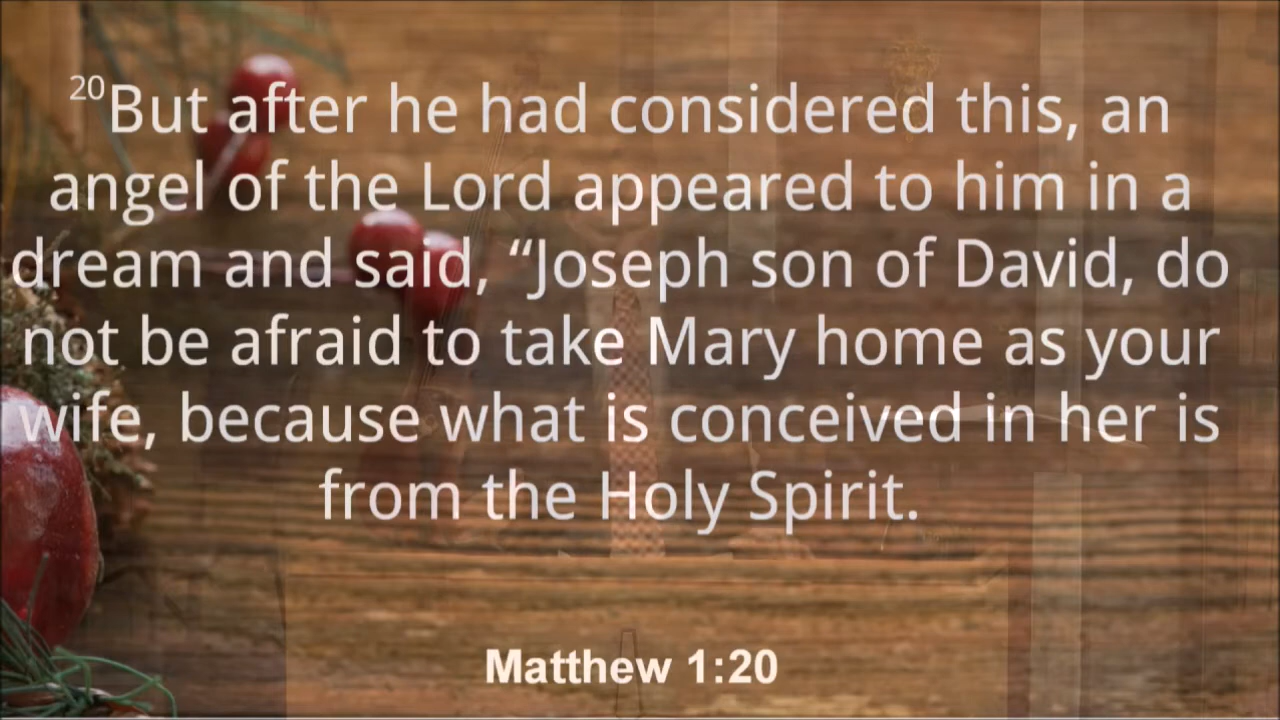 20But after he had considered this, an
angel of the Lord appeared to him in a
dream and said, “Joseph son of David, do
not be afraid to take Mary home as your
wife, because what is conceived in her is
from the Holy Spirit.
Matthew 1:20